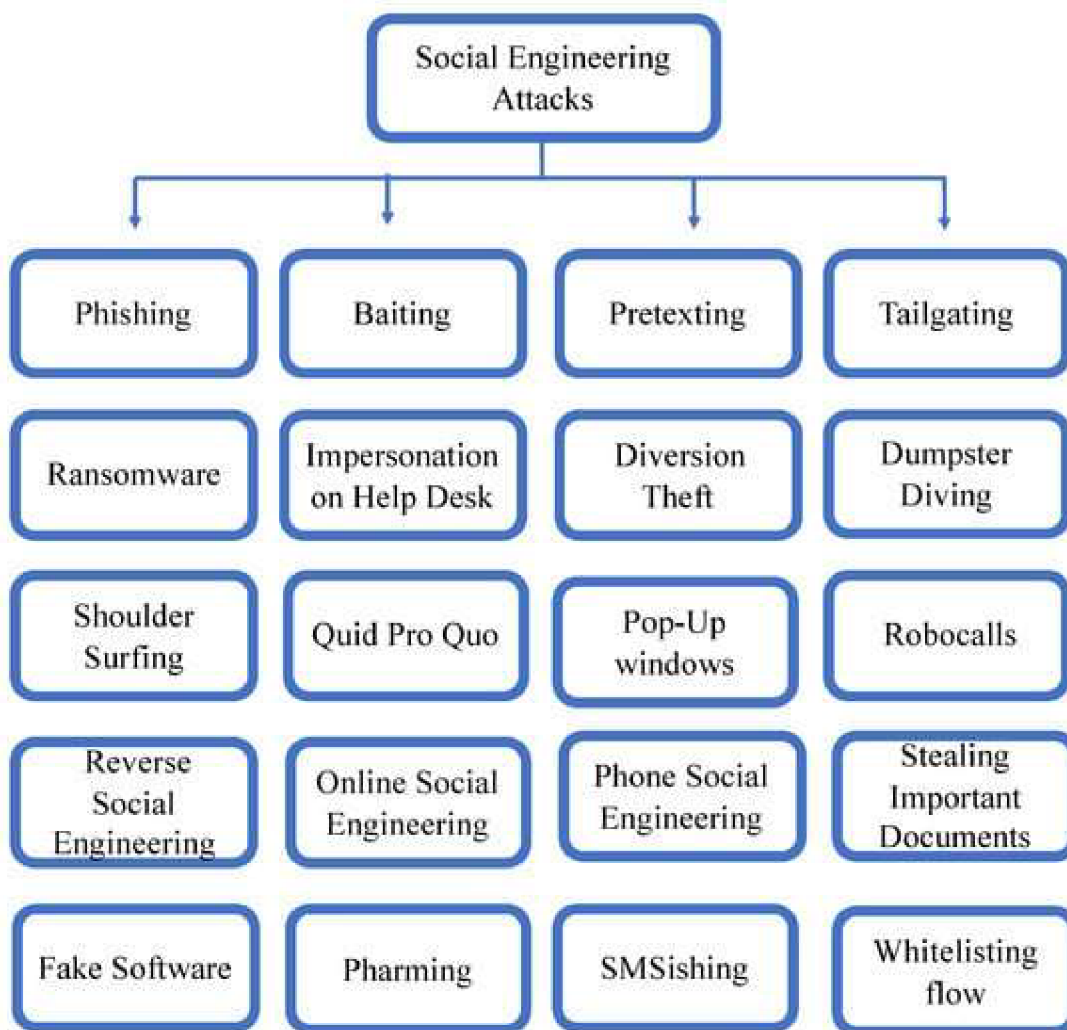 Social Engineering
Attacks
Phishing
Baiting
Pretexting
Tailgating
Ransomware
Impersonation
on Help Desk
Diversion
Theft
Dumpster
Diving
Shoulder
Surfing
Quid Pro Quo
Pop-Up
windows
Robocalls
Reverse
Social
Engineering
Online Social
Engineering
Phone Social
Engineering
Stealing
Important
Documents
Fake Software
Pharming
SMSishing
Whitelisting
flow